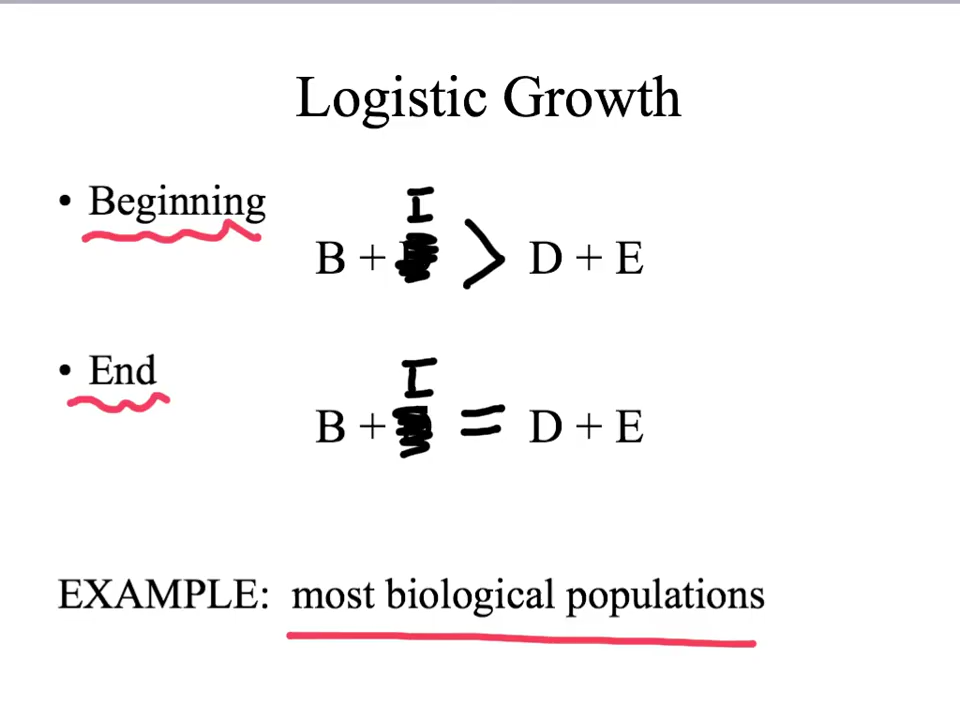 Logistic Growth
• Beginning
I
B + > D + E
• End
I
B + = D + E
EXAMPLE: most biological populations